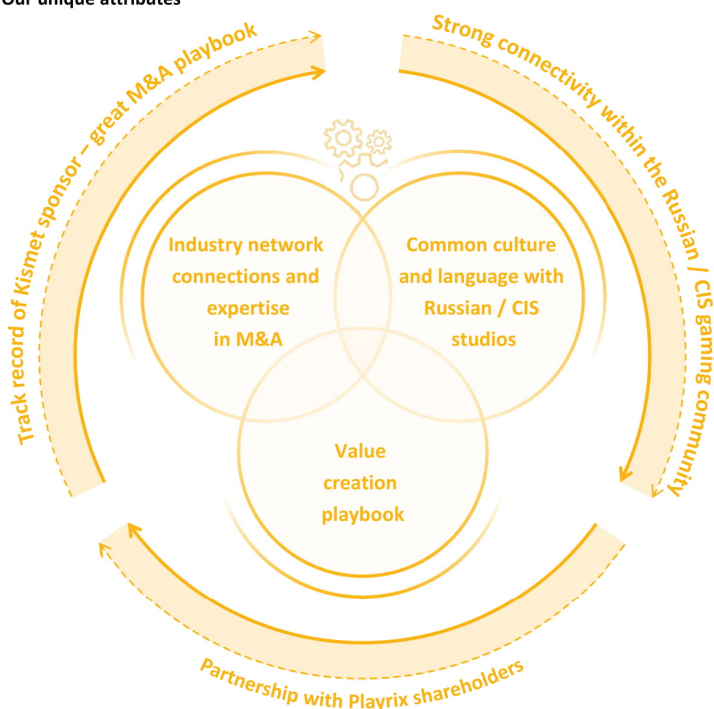 Our unique attributes
Track record of Kismet sponsor – great M&A playbook
Strong connectivity within the Russian / CIS gaming community
Industry network
connections and
expertise
in M&A
Common culture
and language with
Russian / CIS
studios
Value
creation
playbook
Partnership with Playrix shareholders